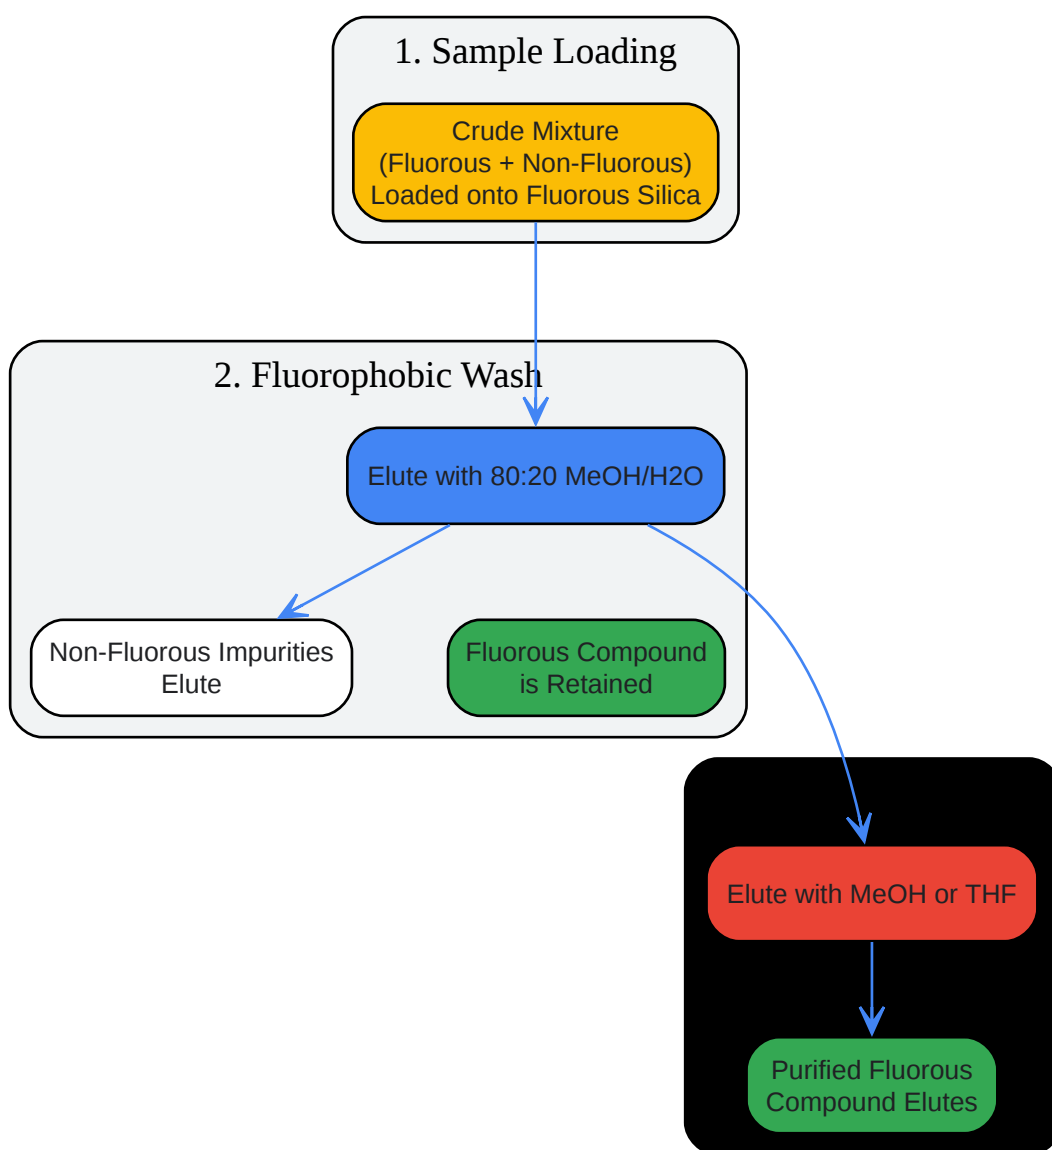 1. Sample Loading
Crude Mixture
(Fluorous + Non-Fluorous)
Loaded onto Fluorous Silica
2. Fluorophobic Wash
Elute with 80:20 MeOH/H2O
Non-Fluorous Impurities
Elute
Fluorous Compound
is Retained
Elute with MeOH or THF
Purified Fluorous
Compound Elutes